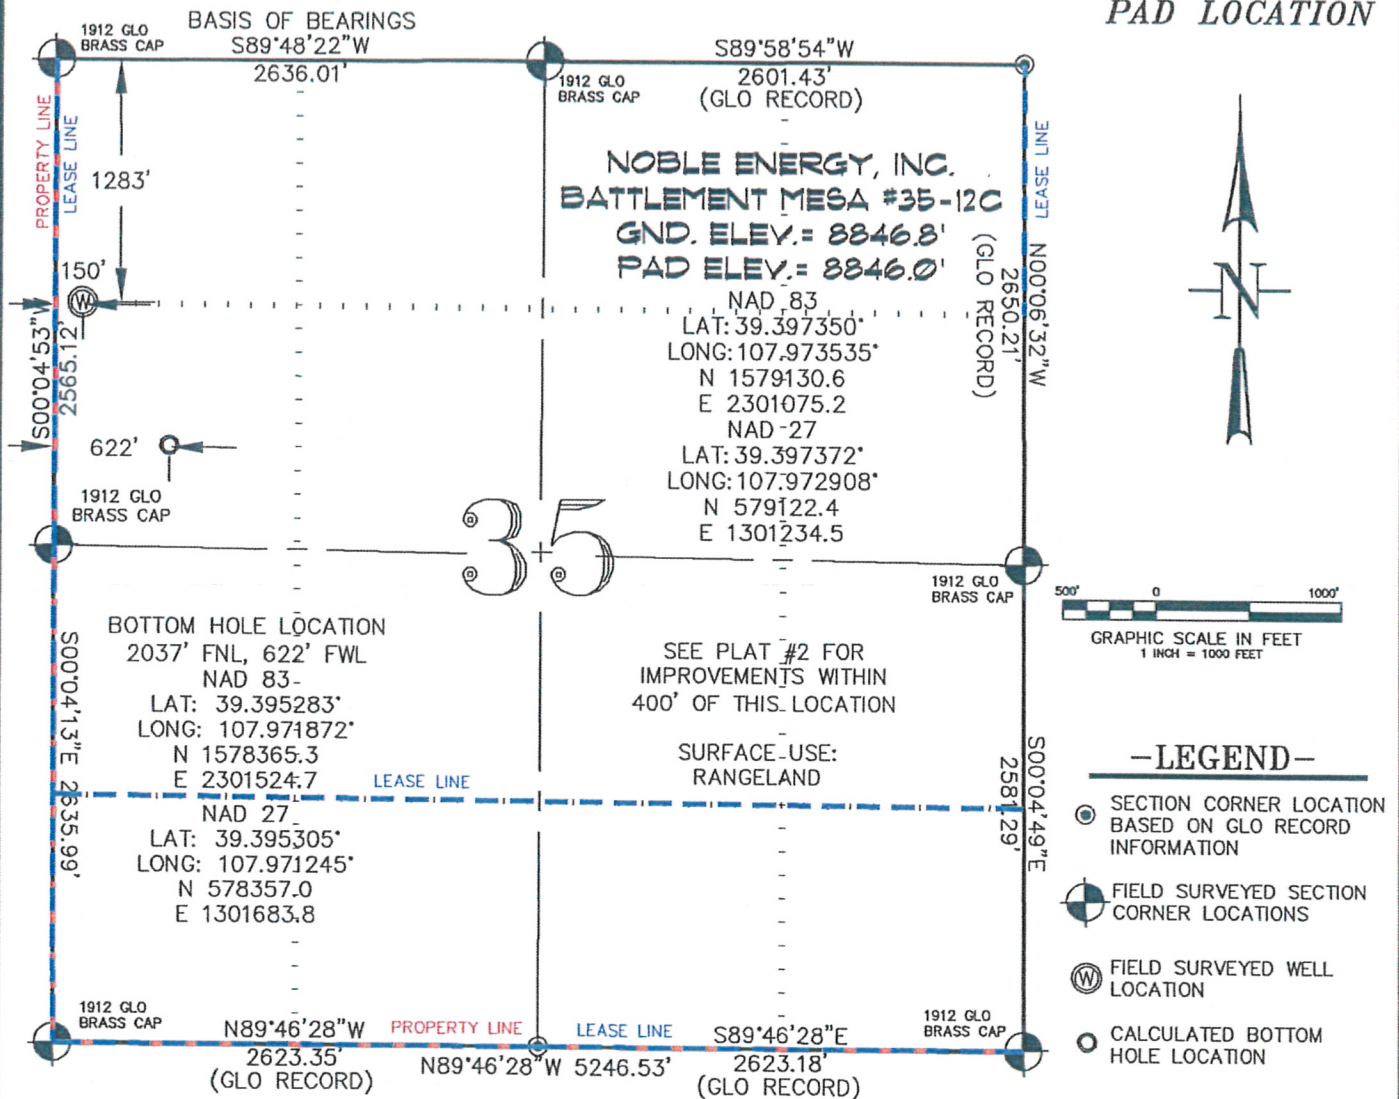 PAD LOCATION
BASIS OF BEARINGS
1912 GLO
BRASS CAP
S89°48'22"W
2636.01'
1912 GLO
BRASS CAP
S89°58'54"W
2601.43'
(GLO RECORD)
PROPERTY LINE
LEASE LINE
1283'
150'
W
S00°04'53"W
2565.12'
622'
1912 GLO
BRASS CAP
NOBLE ENERGY, INC.
BATTLEMENT MESA #35-12C
GND. ELEV.= 8846.8'
PAD ELEV.= 8846.0'
NAD 83
LAT: 39.397350°
LONG: 107.973535°
N 1579130.6
E 2301075.2
NAD 27
LAT: 39.397372°
LONG: 107.972908°
N 579122.4
E 1301234.5
LEASE LINE
N00°06'32"W
2650.21'
(GLO RECORD)
N
35
1912 GLO
BRASS CAP
500' 0 1000'
GRAPHIC SCALE IN FEET
1 INCH = 1000 FEET
BOTTOM HOLE LOCATION
2037' FNL, 622' FWL
NAD 83
LAT: 39.395283°
LONG: 107.971872°
N 1578365.3
E 2301524.7
LEASE LINE
NAD 27
LAT: 39.395305°
LONG: 107.971245°
N 578357.0
E 1301683.8
S00°04'13"E 2635.99'
SEE PLAT #2 FOR
IMPROVEMENTS WITHIN
400' OF THIS LOCATION
SURFACE USE:
RANGELAND
S00°04'49"E
2581.29'
-LEGEND-
SECTION CORNER LOCATION
BASED ON GLO RECORD
INFORMATION
FIELD SURVEYED SECTION
CORNER LOCATIONS
W FIELD SURVEYED WELL
LOCATION
CALCULATED BOTTOM
HOLE LOCATION
1912 GLO
BRASS CAP
N89°46'28"W
2623.35'
(GLO RECORD)
PROPERTY LINE
LEASE LINE
N89°46'28"W 5246.53'
S89°46'28"E
2623.18'
(GLO RECORD)
1912 GLO
BRASS CAP